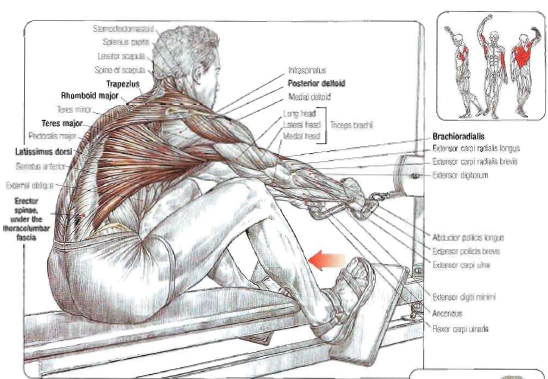 Sternocleidomastoid
Splenius capitis
Levator scapula
Spine of scapula
Trapezius
Rhomboid major
Teres minor
Teres major
Pectoralis major
Latissimus dorsi
Serratus anterior
External oblique
Erector
spinae,
under the
thoracolumbar
fascia
Infraspinatus
Posterior deltoid
Medial deltoid
Long head
Lateral head
Medial head
Triceps brachii
Brachioradialis
Extensor carpi radialis longus
Extensor carpi radialis brevis
Extensor digitorum
Abductor pollicis longus
Extensor pollicis brevis
Extensor carpi ulna
Extensor digiti minimi
Anconeus
Flexor carpi ulnaris